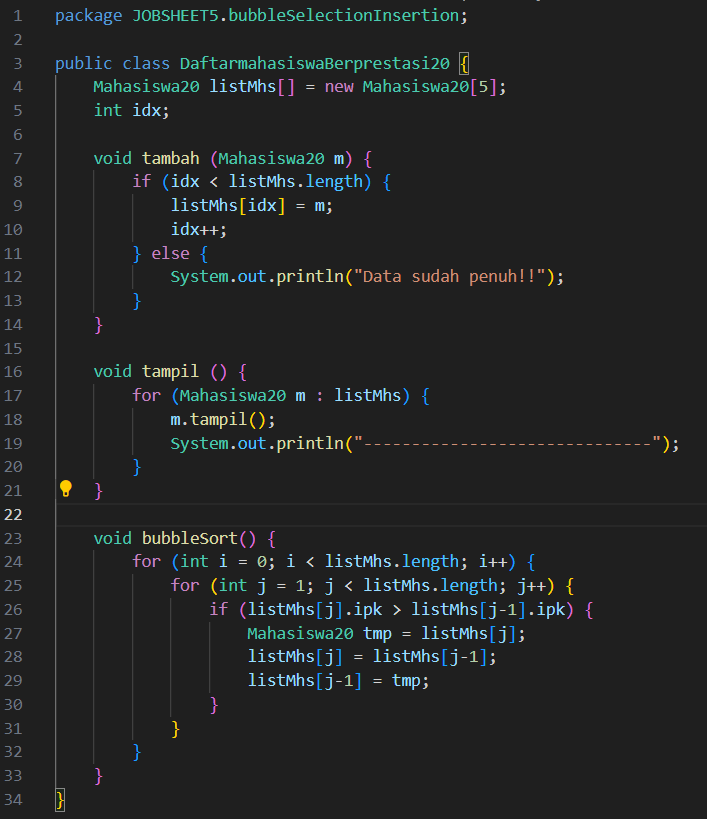 1 package JOBSHEET5.bubbleSelectionInsertion;
2
3 public class DaftarmahasiswaBerprestasi20 {
4     Mahasiswa20 listMhs[] = new Mahasiswa20[5];
5     int idx;
6
7     void tambah (Mahasiswa20 m) {
8         if (idx < listMhs.length) {
9             listMhs[idx] = m;
10             idx++;
11         } else {
12             System.out.println("Data sudah penuh!!");
13         }
14     }
15
16     void tampil () {
17         for (Mahasiswa20 m : listMhs) {
18             m.tampil();
19             System.out.println("------------------------------");
20         }
21     }
22
23     void bubbleSort() {
24         for (int i = 0; i < listMhs.length; i++) {
25             for (int j = 1; j < listMhs.length; j++) {
26                 if (listMhs[j].ipk > listMhs[j-1].ipk) {
27                     Mahasiswa20 tmp = listMhs[j];
28                     listMhs[j] = listMhs[j-1];
29                     listMhs[j-1] = tmp;
30                 }
31             }
32         }
33     }
34 }